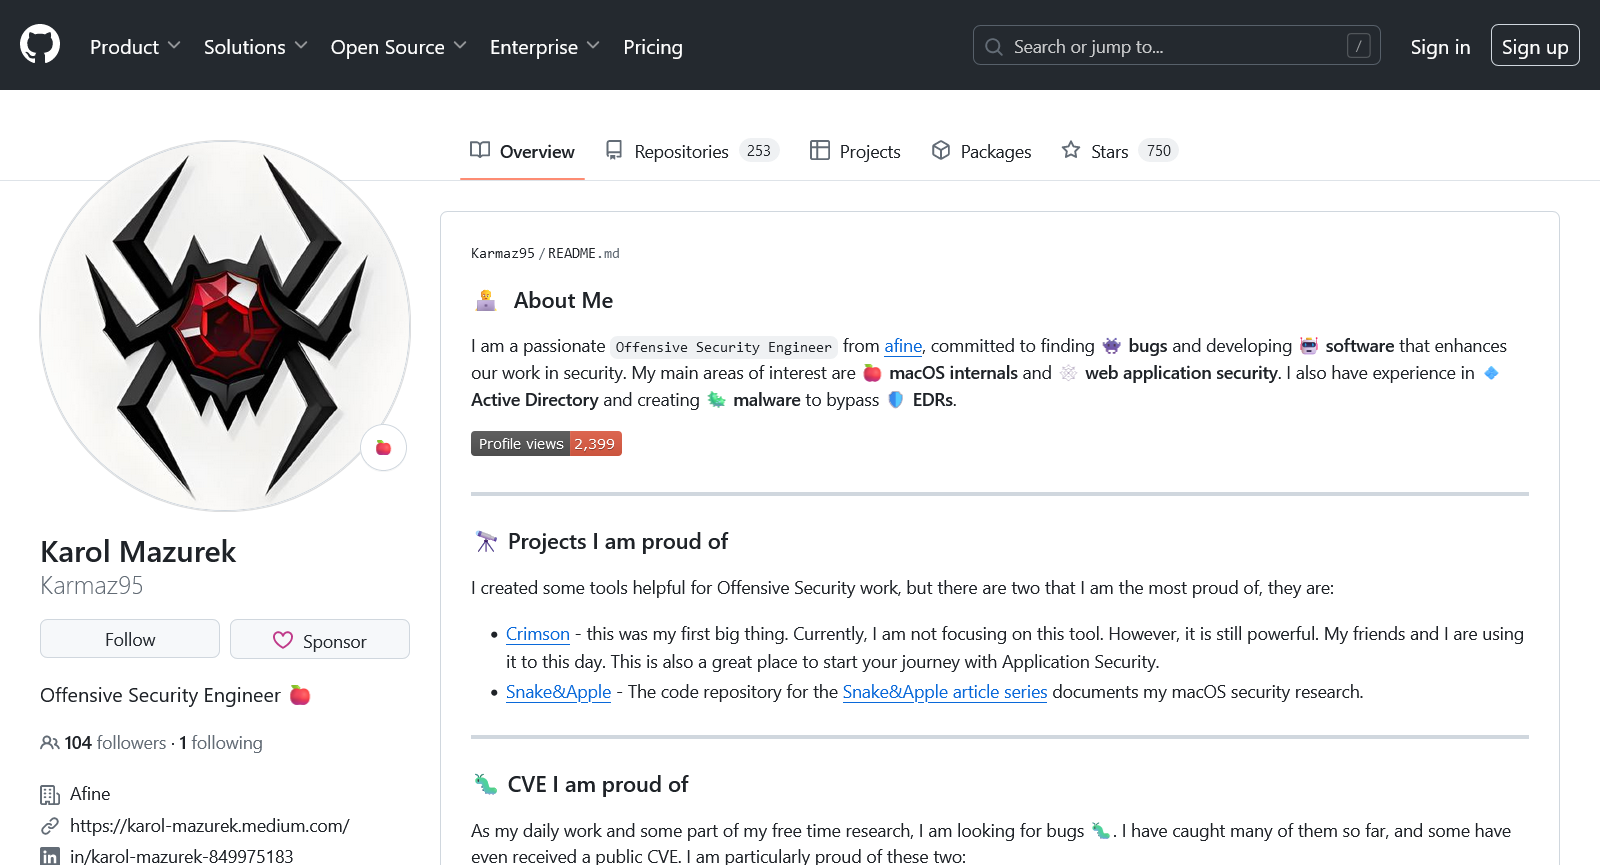 Product Solutions Open Source Enterprise Pricing Search or jump to... / Sign in Sign up
Overview Repositories 253 Projects Packages Stars 750
Karmaz95/README.md
About Me
I am a passionate Offensive Security Engineer from afine, committed to finding bugs and developing software that enhances
our work in security. My main areas of interest are macOS internals and web application security. I also have experience in
Active Directory and creating malware to bypass EDRs.
Profile views 2,399
Projects I am proud of
I created some tools helpful for Offensive Security work, but there are two that I am the most proud of, they are:
Crimson - this was my first big thing. Currently, I am not focusing on this tool. However, it is still powerful. My friends and I are using
it to this day. This is also a great place to start your journey with Application Security.
Snake&Apple - The code repository for the Snake&Apple article series documents my macOS security research.
CVE I am proud of
As my daily work and some part of my free time research, I am looking for bugs 🐛. I have caught many of them so far, and some have
even received a public CVE. I am particularly proud of these two:
Karol Mazurek
Karmaz95
Follow Sponsor
Offensive Security Engineer 🍎
104 followers · 1 following
Afine
https://karol-mazurek.medium.com/
in/karol-mazurek-849975183